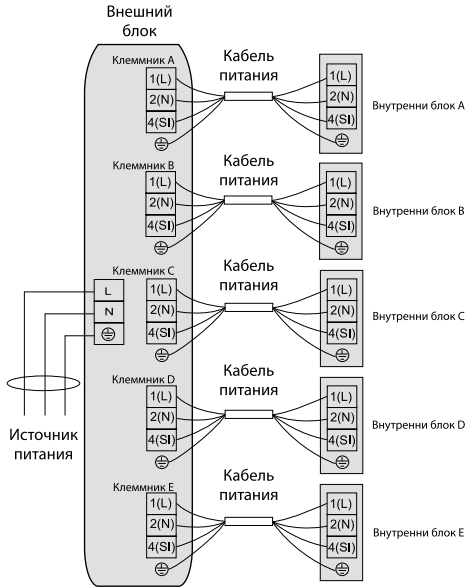 Внешний
блок
Клеммник A
1(L)
2(N)
4(SI)
Кабель
питания
1(L)
2(N)
4(SI)
Внутренни блок A
Клеммник B
1(L)
2(N)
4(SI)
Кабель
питания
1(L)
2(N)
4(SI)
Внутренни блок B
Клеммник C
L
N
1(L)
2(N)
4(SI)
Кабель
питания
1(L)
2(N)
4(SI)
Внутренни блок C
Источник
питания
Клеммник D
1(L)
2(N)
4(SI)
Кабель
питания
1(L)
2(N)
4(SI)
Внутренни блок D
Клеммник E
1(L)
2(N)
4(SI)
Кабель
питания
1(L)
2(N)
4(SI)
Внутренни блок E